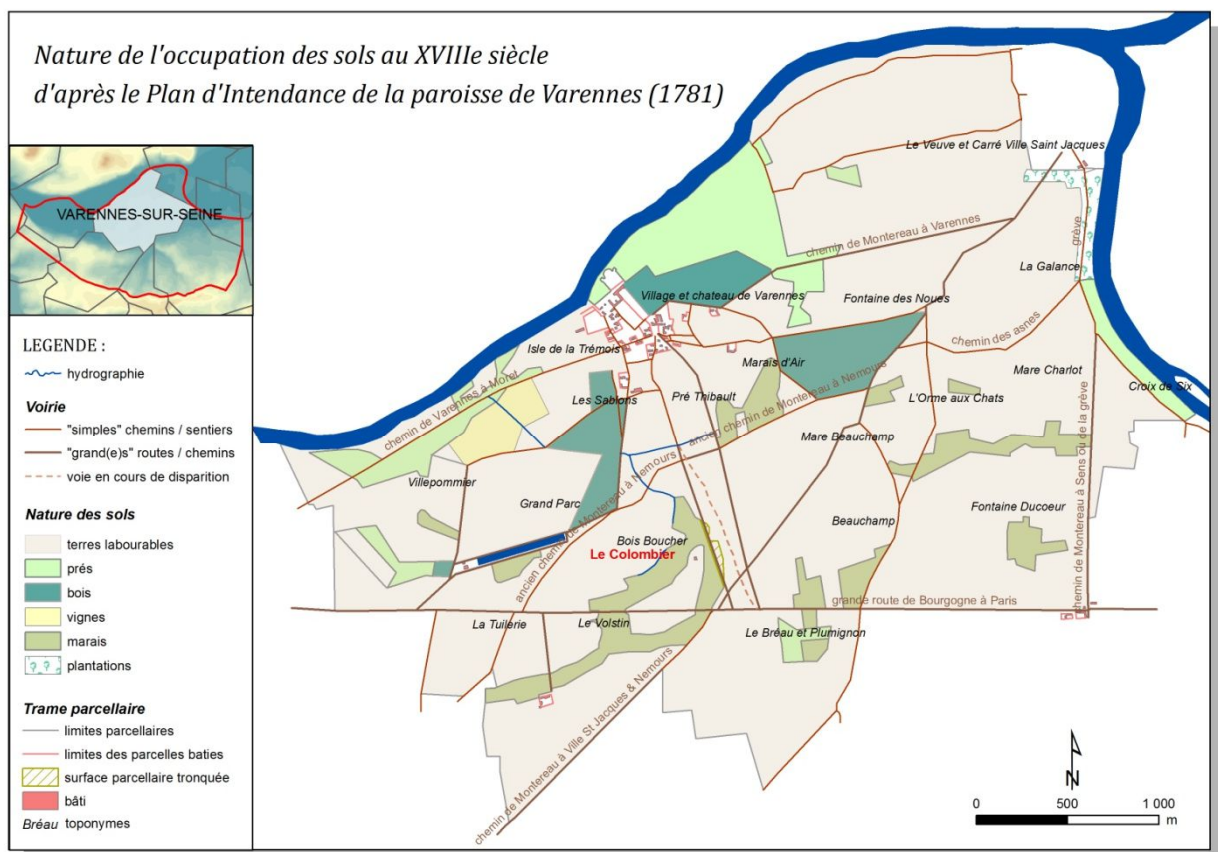 Nature de l'occupation des sols au XVIIIe siècle
d'après le Plan d'Intendance de la paroisse de Varennes (1781)
VARENNES-SUR-SEINE
LEGENDE :
hydrographie
Voirie
"simples" chemins / sentiers
"grand(e)s" routes / chemins
voie en cours de disparition
Nature des sols
terres labourables
prés
bois
vignes
marais
plantations
Trame parcellaire
limites parcellaires
limites des parcelles baties
surface parcellaire tronquée
bâti
Bréau toponymes
Le Veuve et Carré Ville Saint Jacques
chemin de Montereau à Varennes
grève
La Galance
Village et chateau de Varennes
Fontaine des Noues
chemin des asnes
Isle de la Trémois
Marais d'Air
Mare Charlot
Croix de Six
chemin de Varennes à Moret
Les Sablons
Pré Thibault
ancien chemin de Montereau à Nemours
L'Orme aux Chats
Mare Beauchamp
Villepommier
Grand Parc
ancien chemin de Montereau à Nemours
Beauchamp
Fontaine Ducoeur
Bois Boucher
Le Colombier
chemin de Montereau à Sens ou de la grève
grande route de Bourgogne à Paris
La Tuilerie
Le Volstin
Le Bréau et Plumignon
chemin de Montereau à Ville St Jacques & Nemours
N
0 500 1 000
m